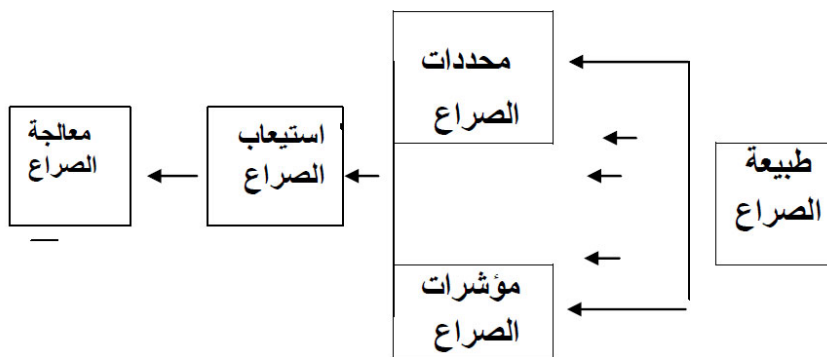 محددات
الصراع
طبيعة
الصراع
مؤشرات
الصراع
استيعاب
الصراع
معالجة
الصراع